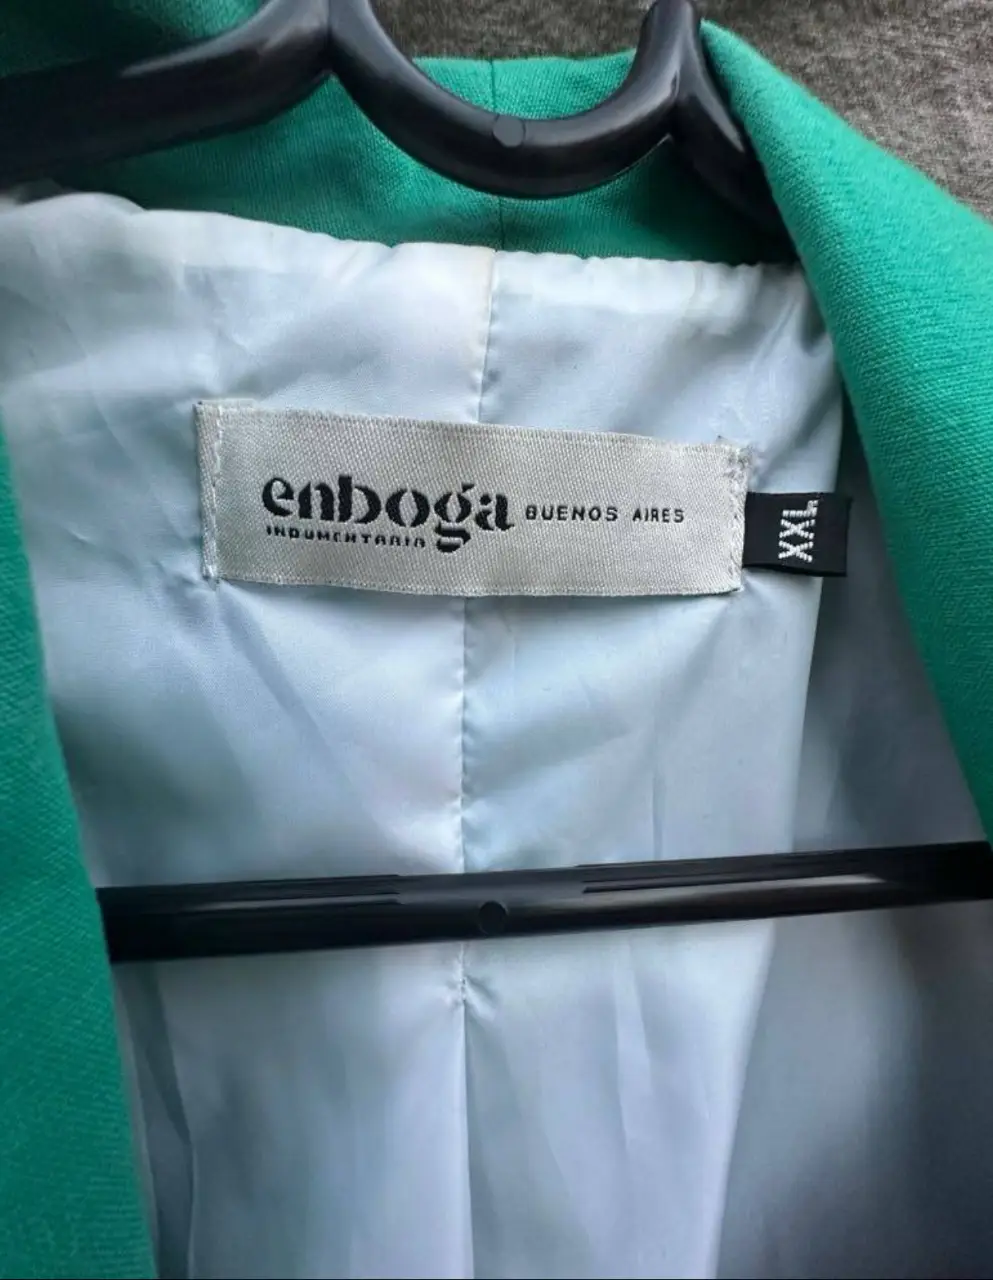 enboga BUENOS AIRES
INDUMENTARIA
XXL